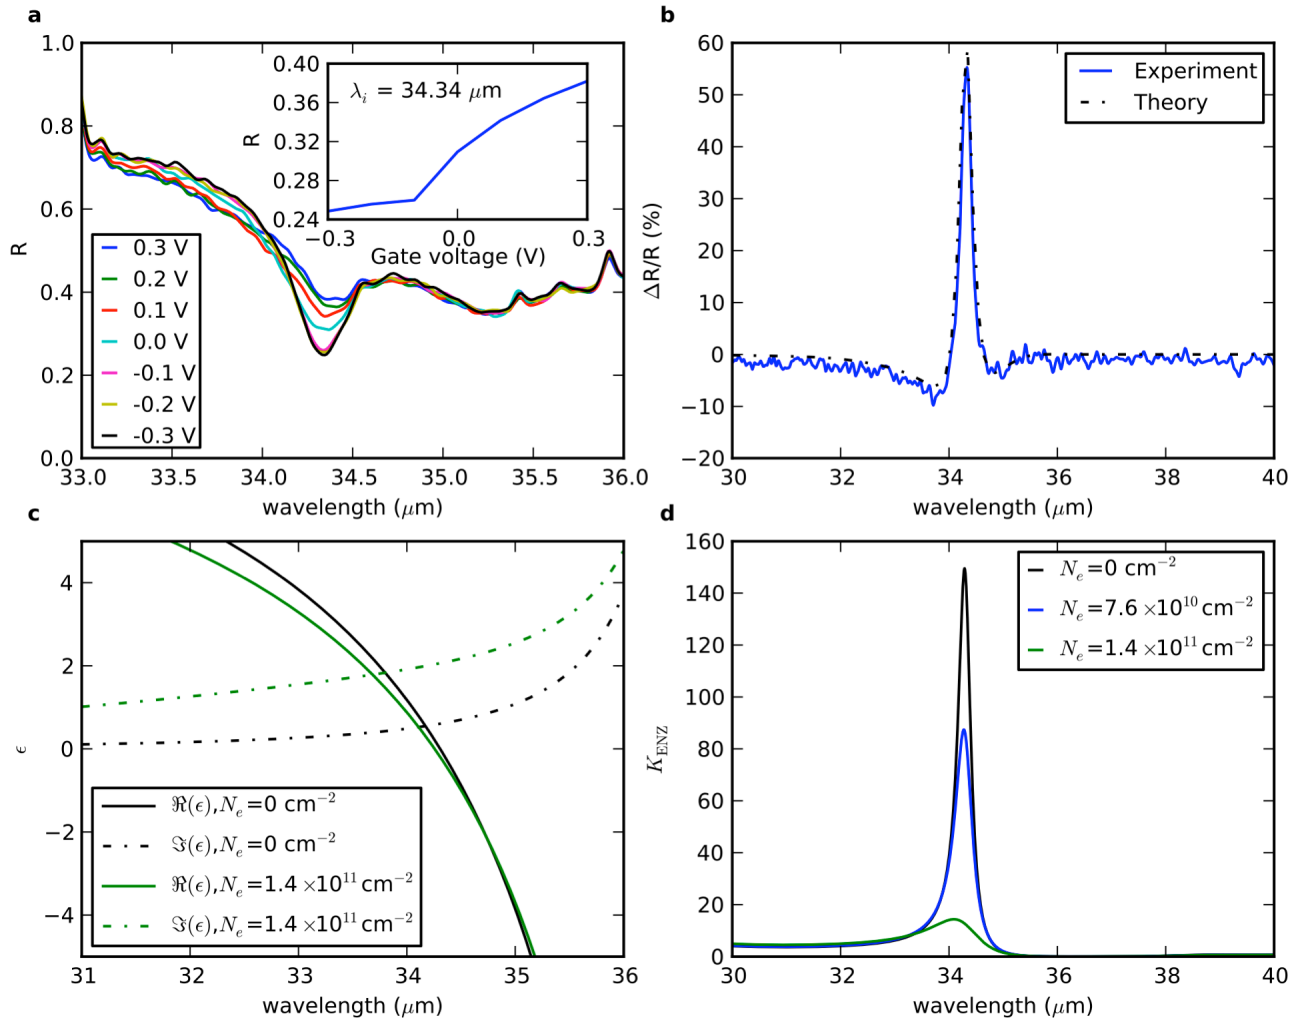 a
1.0
0.8
0.6
0.4
0.2
0.0
R
33.0 33.5 34.0 34.5 35.0 35.5 36.0
wavelength (μm)
0.3 V
0.2 V
0.1 V
0.0 V
-0.1 V
-0.2 V
-0.3 V
0.40
0.36
0.32
0.28
0.24
R
λᵢ = 34.34 μm
−0.3 0.0 0.3
Gate voltage (V)
b
60
50
40
30
20
10
0
−10
−20
ΔR/R (%)
Experiment
Theory
30 32 34 36 38 40
wavelength (μm)
c
4
2
0
−2
−4
ϵ
ℜ(ϵ),Nₑ=0 cm⁻²
ℑ(ϵ),Nₑ=0 cm⁻²
ℜ(ϵ),Nₑ=1.4 ×10¹¹ cm⁻²
ℑ(ϵ),Nₑ=1.4 ×10¹¹ cm⁻²
31 32 33 34 35 36
wavelength (μm)
d
160
140
120
100
80
60
40
20
0
K_ENZ
Nₑ=0 cm⁻²
Nₑ=7.6 ×10¹⁰ cm⁻²
Nₑ=1.4 ×10¹¹ cm⁻²
30 32 34 36 38 40
wavelength (μm)